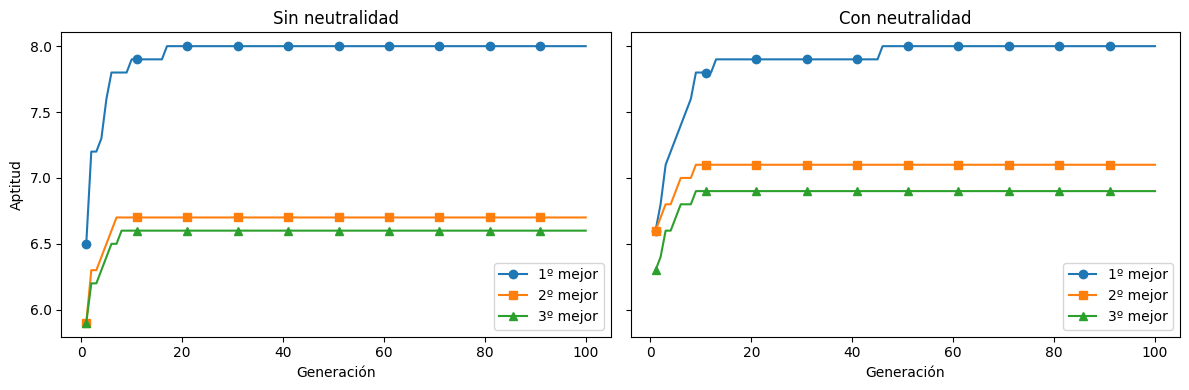 Sin neutralidad
Con neutralidad
Aptitud
8.0
7.5
7.0
6.5
6.0
1º mejor
2º mejor
3º mejor
1º mejor
2º mejor
3º mejor
0 20 40 60 80 100
0 20 40 60 80 100
Generación
Generación